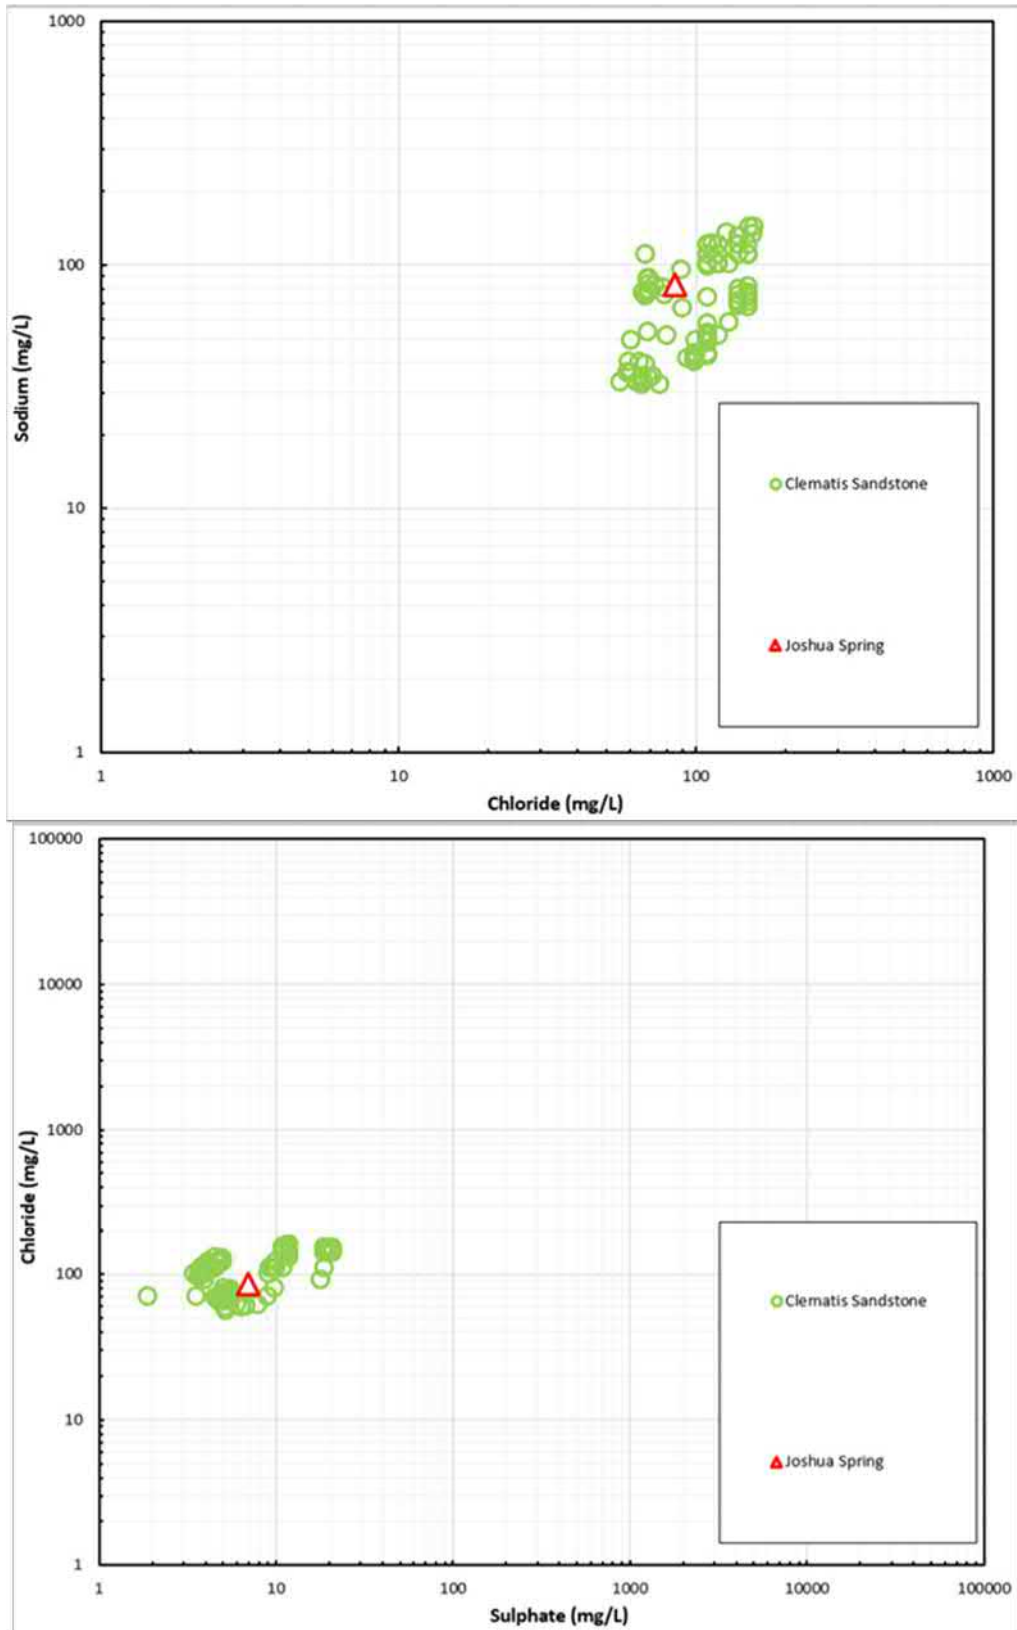 1000
100
10
1
Sodium (mg/L)
Clematis Sandstone
Joshua Spring
1 10 100 1000
Chloride (mg/L)
100000
10000
1000
100
10
1
Chloride (mg/L)
Clematis Sandstone
Joshua Spring
1 10 100 1000 10000 100000
Sulphate (mg/L)